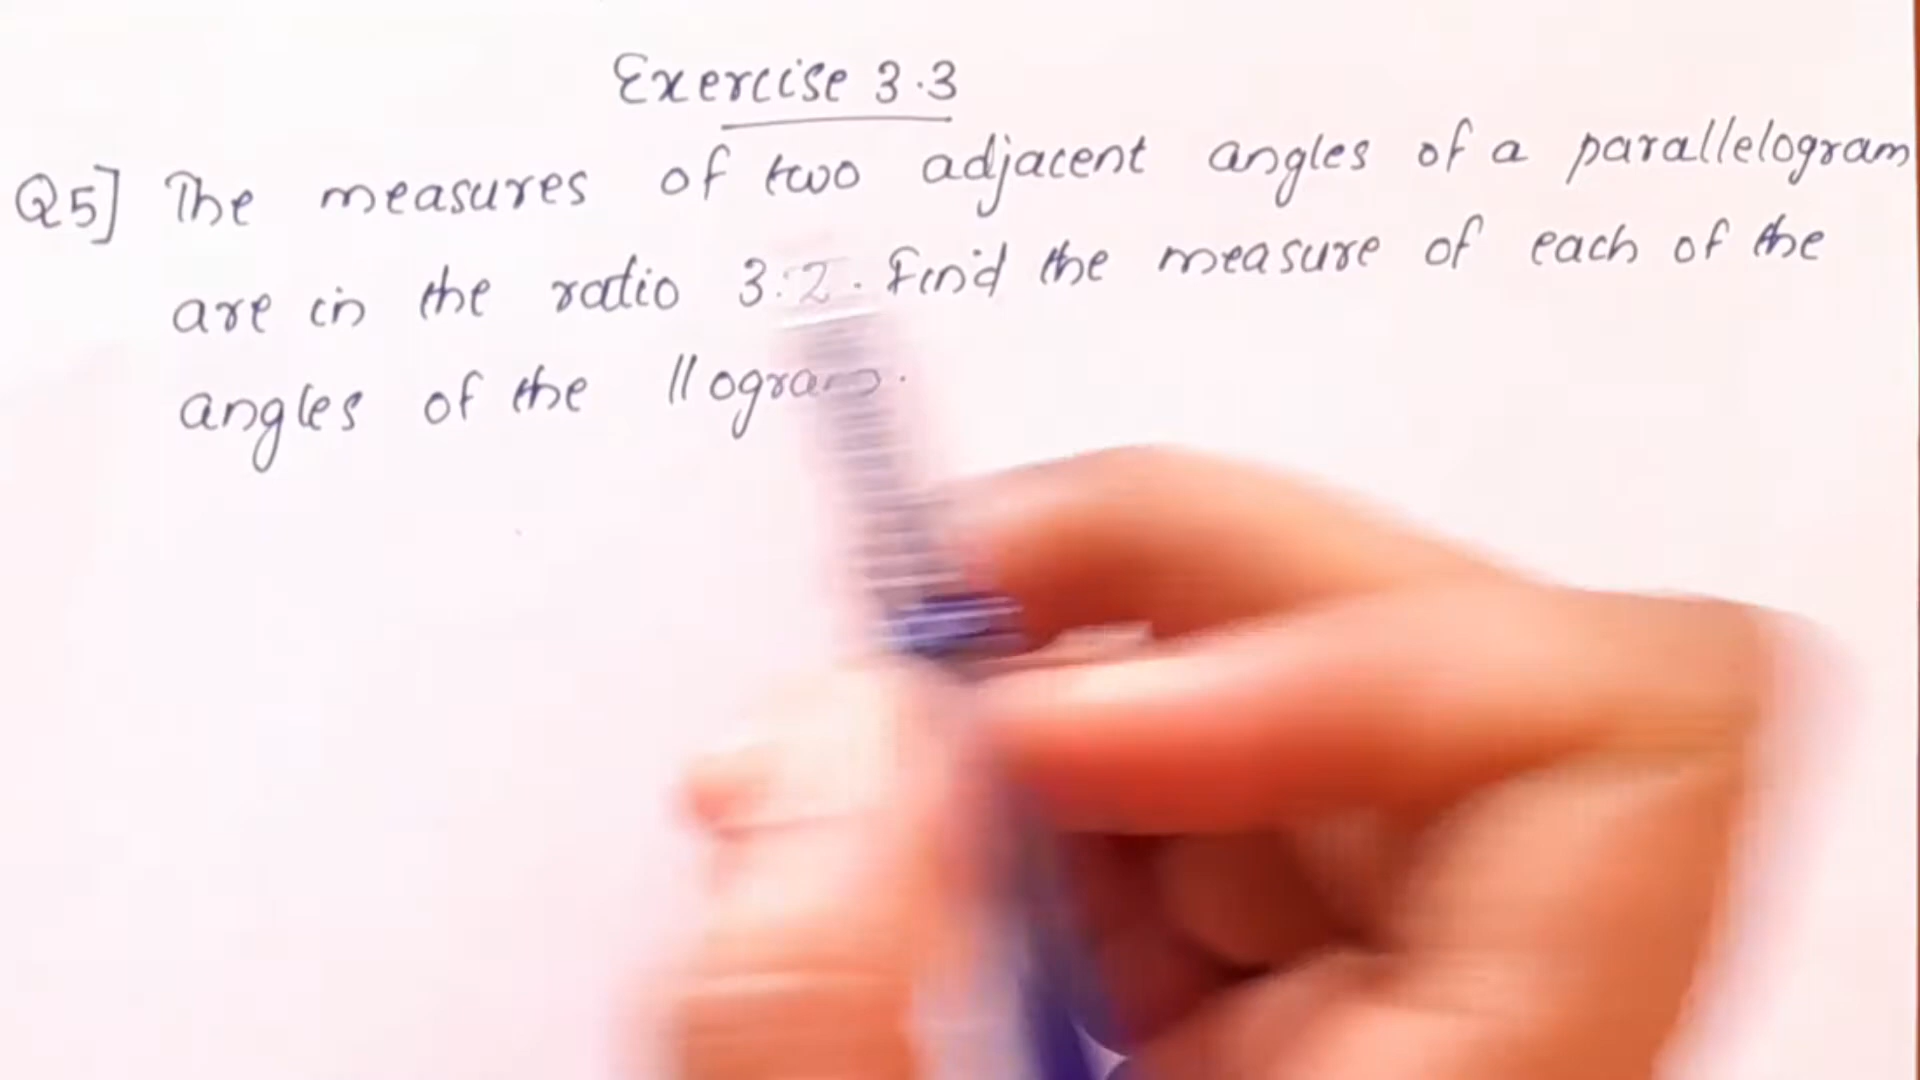 Exercise 3.3
Q5] The measures of two adjacent angles of a parallelogram
are in the ratio 3:2. Find the measure of each of the
angles of the llogram.